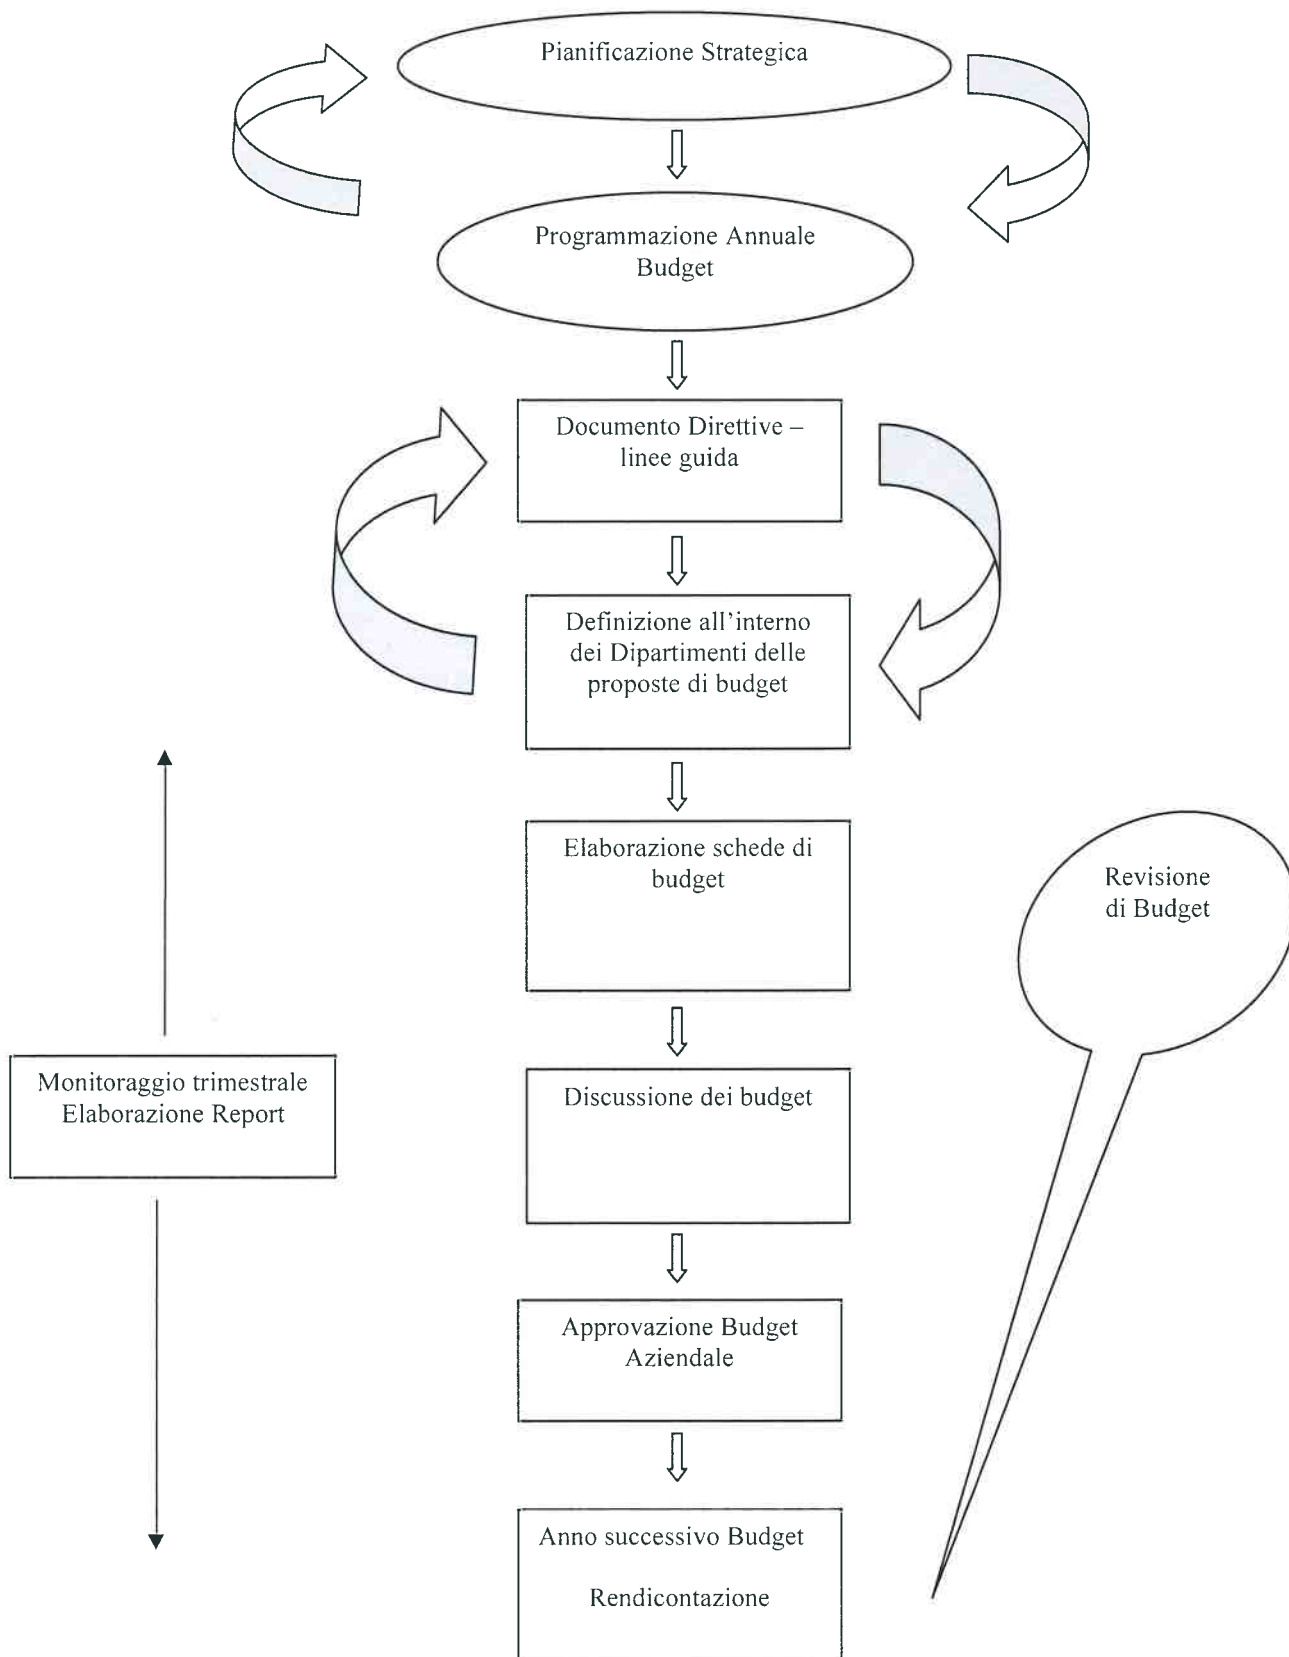 Pianificazione Strategica
Programmazione Annuale
Budget
Documento Direttive –
linee guida
Definizione all’interno
dei Dipartimenti delle
proposte di budget
Elaborazione schede di
budget
Revisione
di Budget
Monitoraggio trimestrale
Elaborazione Report
Discussione dei budget
Approvazione Budget
Aziendale
Anno successivo Budget
Rendicontazione